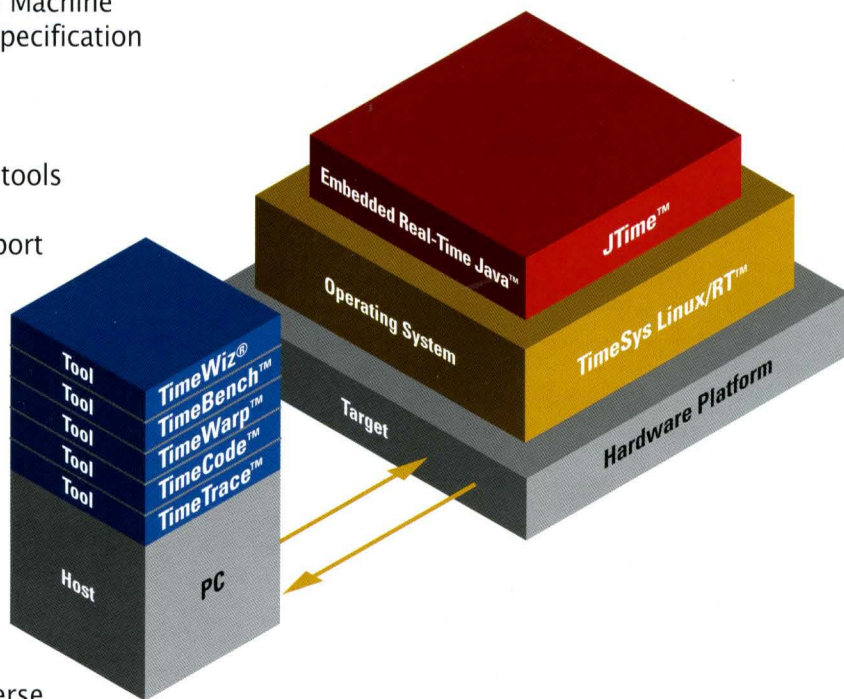 Machine
pecification
tools
port
Embedded Real-Time Java™
JTime™
Operating System
TimeSys Linux/RT™
Target
Hardware Platform
Tool
TimeWiz®
Tool
TimeBench™
Tool
TimeWarp™
Tool
TimeCode™
Tool
TimeTrace™
Host
PC
erse